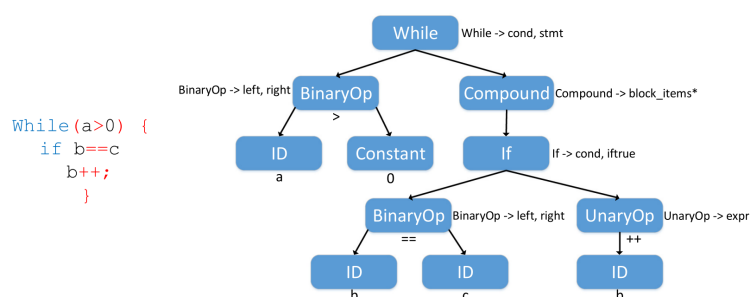 While(a>0) {
if b==c
b++;
}
While
While -> cond, stmt
BinaryOp -> left, right
BinaryOp
>
Compound
Compound -> block_items*
ID
a
Constant
0
If
If -> cond, iftrue
BinaryOp
BinaryOp -> left, right
==
UnaryOp
UnaryOp -> expr
++
ID
b
ID
c
ID
b